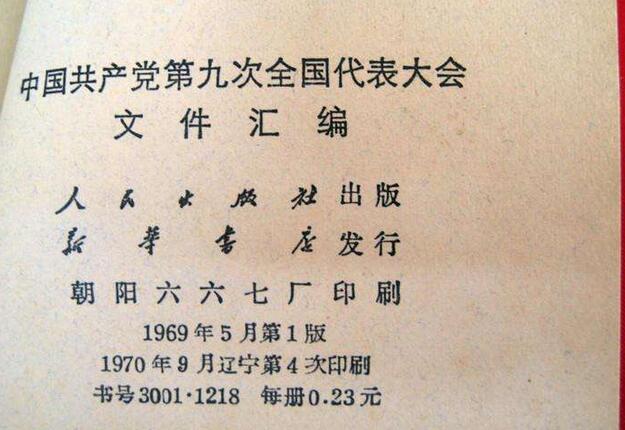 中国共产党第九次全国代表大会
文件汇编
人民出版社出版
新华书店发行
朝阳六六七厂印刷
1969年5月第1版
1970年9月辽宁第4次印刷
书号3001·1218 每册0.23元